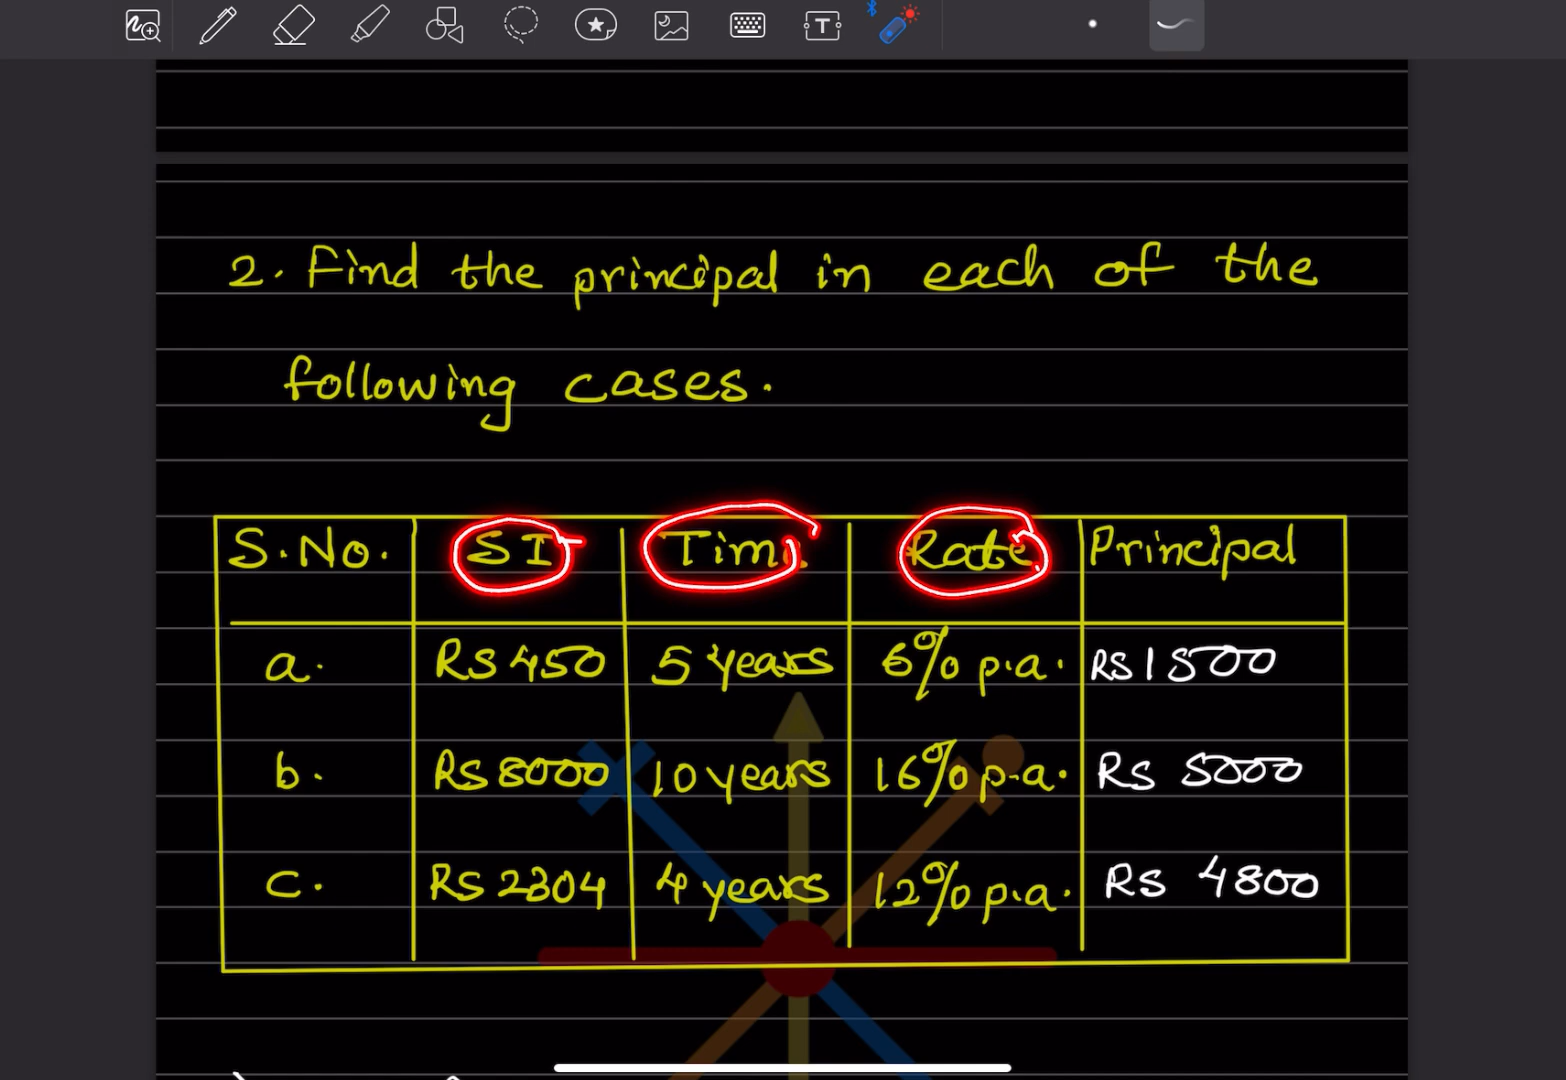 2. Find the principal in each of the
following cases.
S.No. SI Time Rate Principal
a. Rs 450 5 years 6% p.a. Rs 1500
b. Rs 8000 10 years 16% p.a. Rs 5000
c. Rs 2304 4 years 12% p.a. Rs 4800